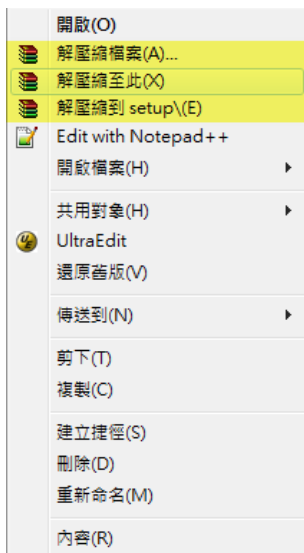 開啟(O)
解壓縮檔案(A)...
解壓縮至此(X)
解壓縮到 setup\(E)
Edit with Notepad++
開啟檔案(H)
共用對象(H)
UltraEdit
還原舊版(V)
傳送到(N)
剪下(T)
複製(C)
建立捷徑(S)
刪除(D)
重新命名(M)
內容(R)